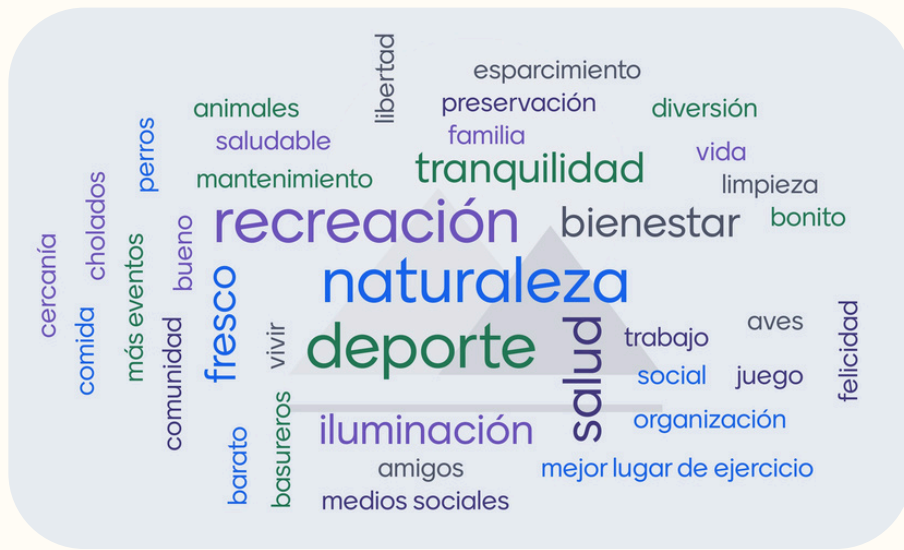 libertad
esparcimiento
animales
preservación
diversión
perros
saludable
familia
vida
mantenimiento
tranquilidad
limpieza
cholados
recreación
bienestar
bonito
bueno
cercanía
más eventos
fresco
naturaleza
comida
comunidad
vivir
deporte
salud
trabajo
aves
felicidad
social
juego
basureros
iluminación
organización
barato
amigos
mejor lugar de ejercicio
medios sociales